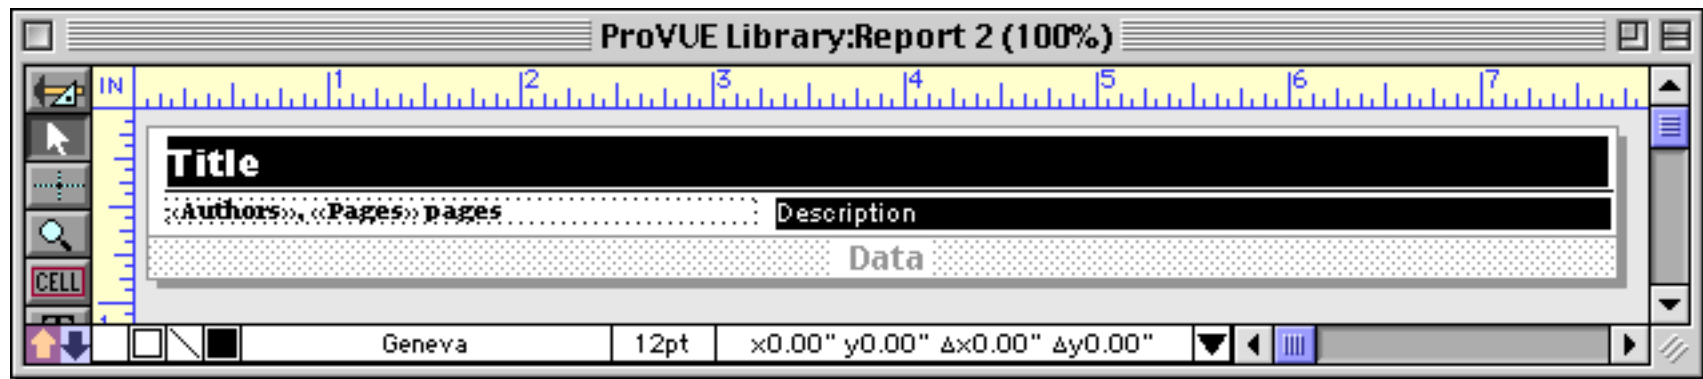 ProVUE Library:Report 2 (100%)
IN 1 2 3 4 5 6 7
Title
«Authors», «Pages» pages Description
Data
CELL
Geneva 12pt x0.00" y0.00" Δx0.00" Δy0.00"